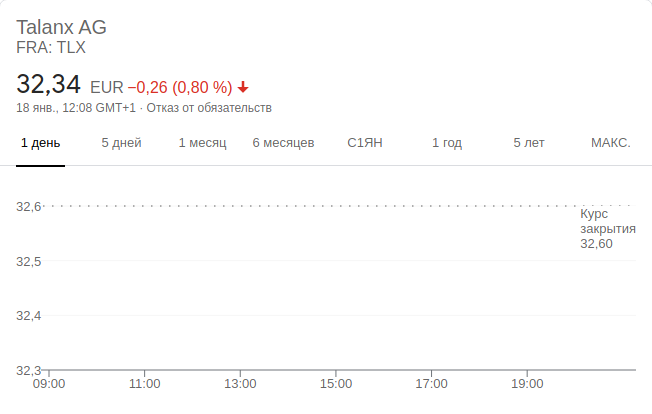 Talanx AG
FRA: TLX
32,34 EUR −0,26 (0,80 %)
18 янв., 12:08 GMT+1 · Отказ от обязательств
1 день 5 дней 1 месяц 6 месяцев С1ЯН 1 год 5 лет МАКС.
32,6
Курс
закрытия
32,60
32,5
32,4
32,3
09:00 11:00 13:00 15:00 17:00 19:00